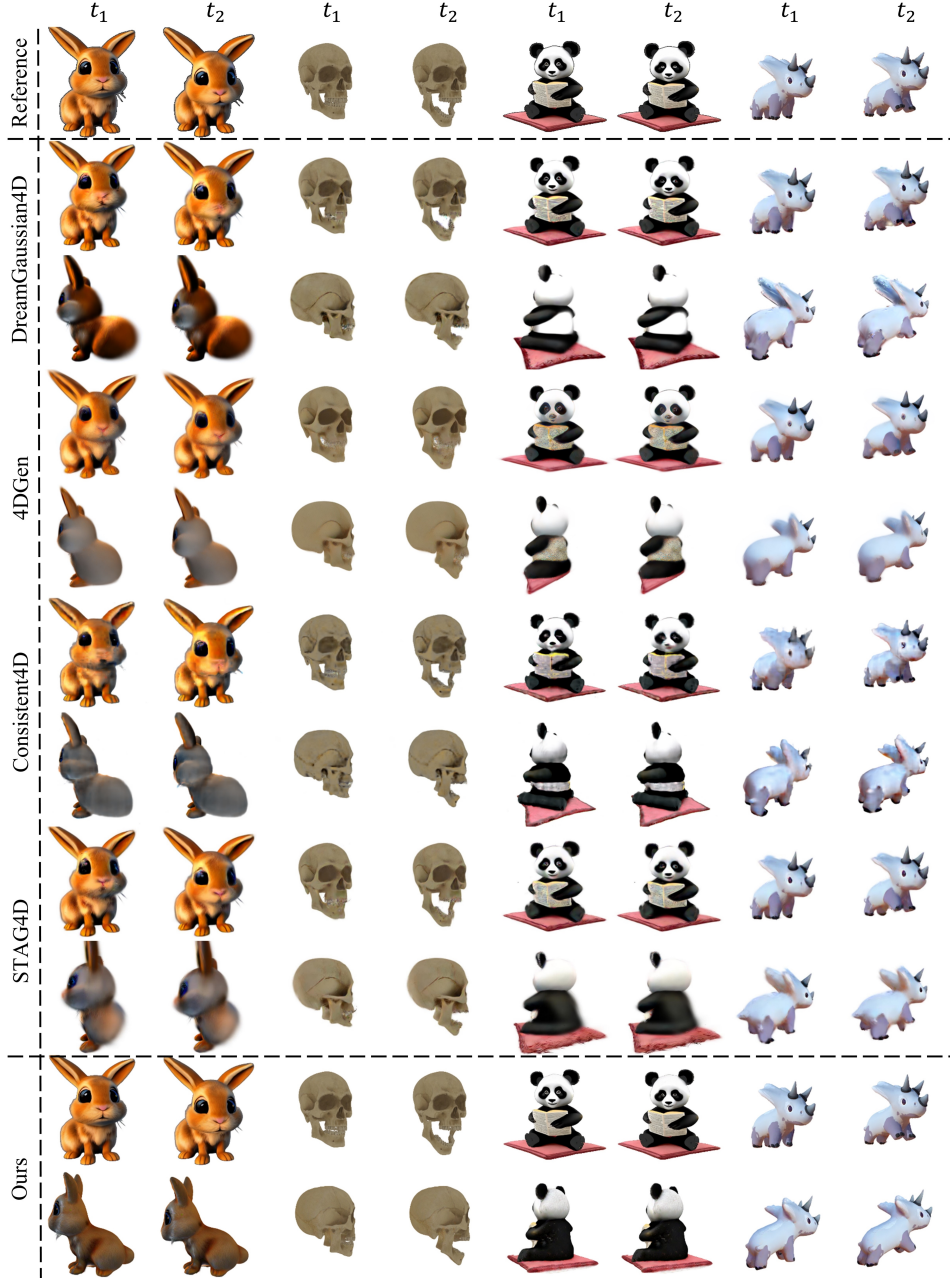 t₁ t₂ t₁ t₂ t₁ t₂ t₁ t₂
Reference
DreamGaussian4D
4DGen
Consistent4D
STAG4D
Ours